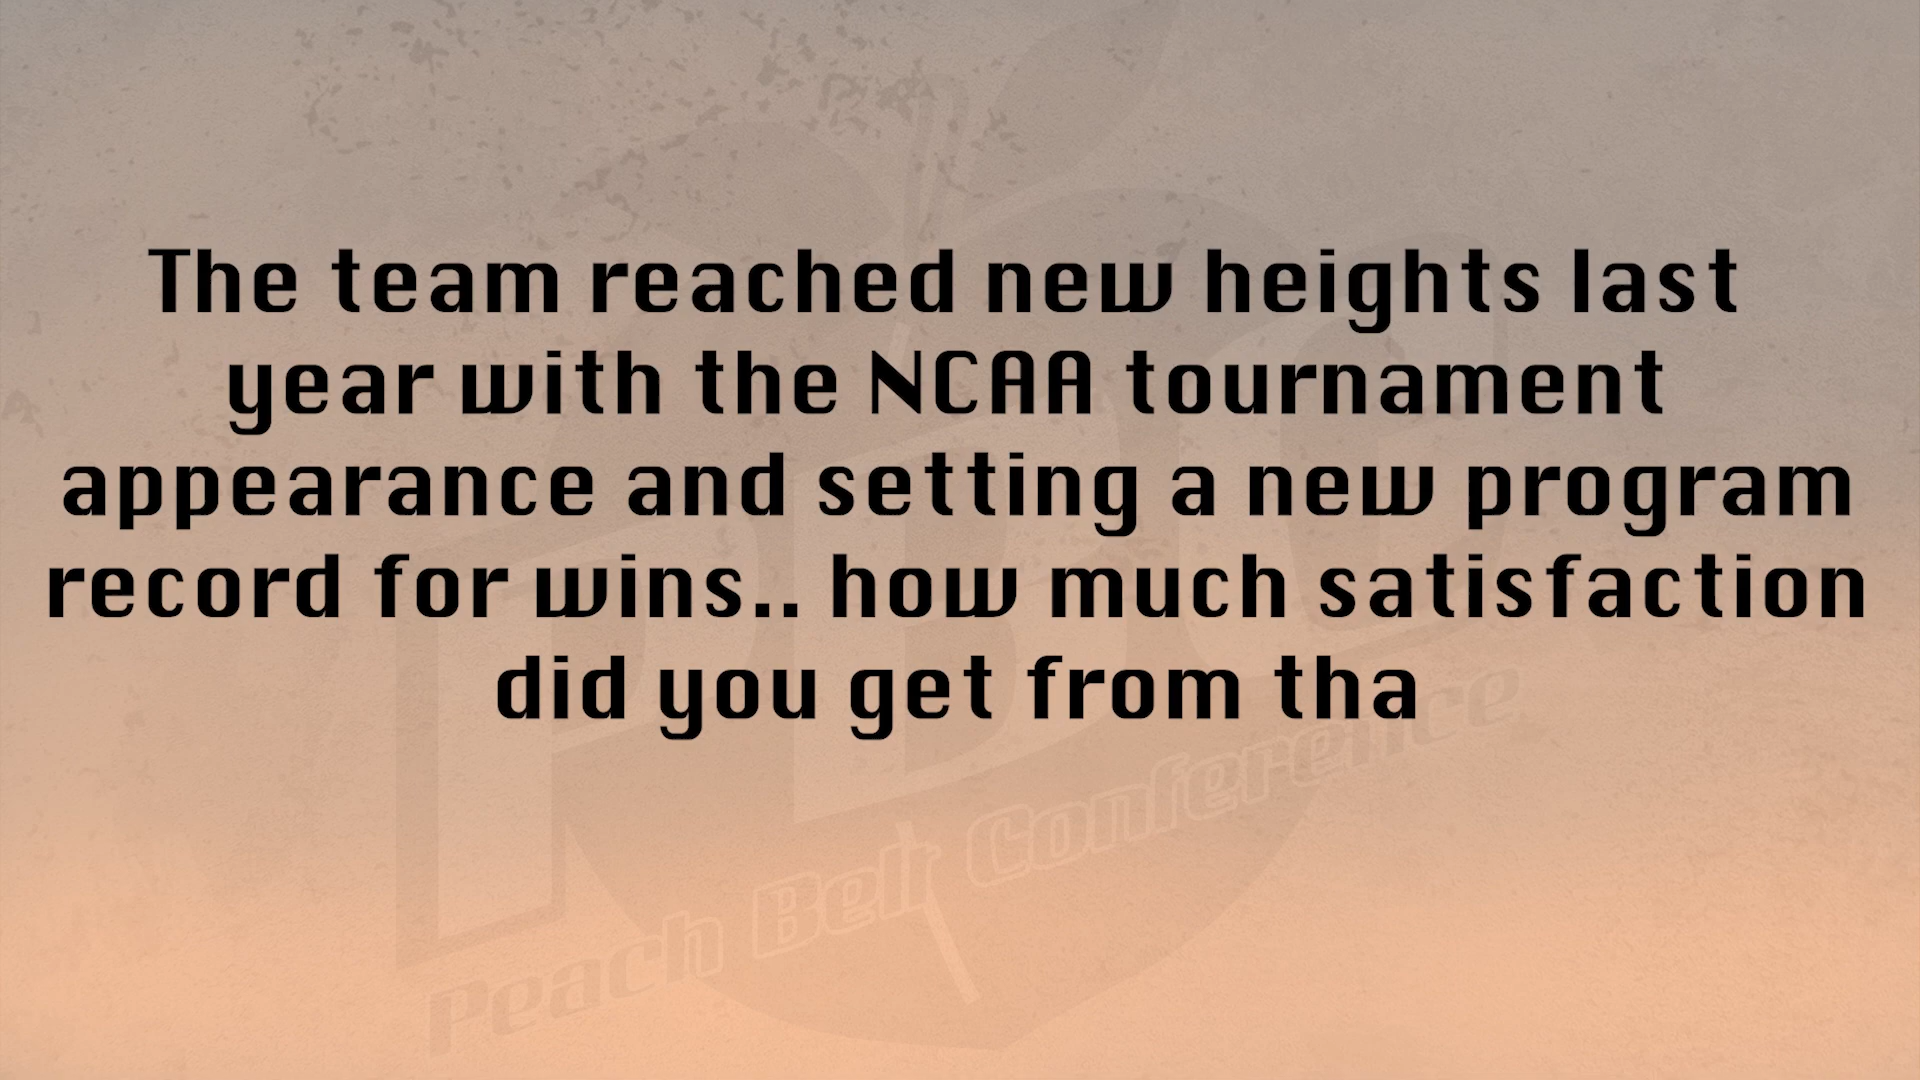 The team reached new heights last
year with the NCAA tournament
appearance and setting a new program
record for wins.. how much satisfaction
did you get from tha
PBC
Peach Belt Conference